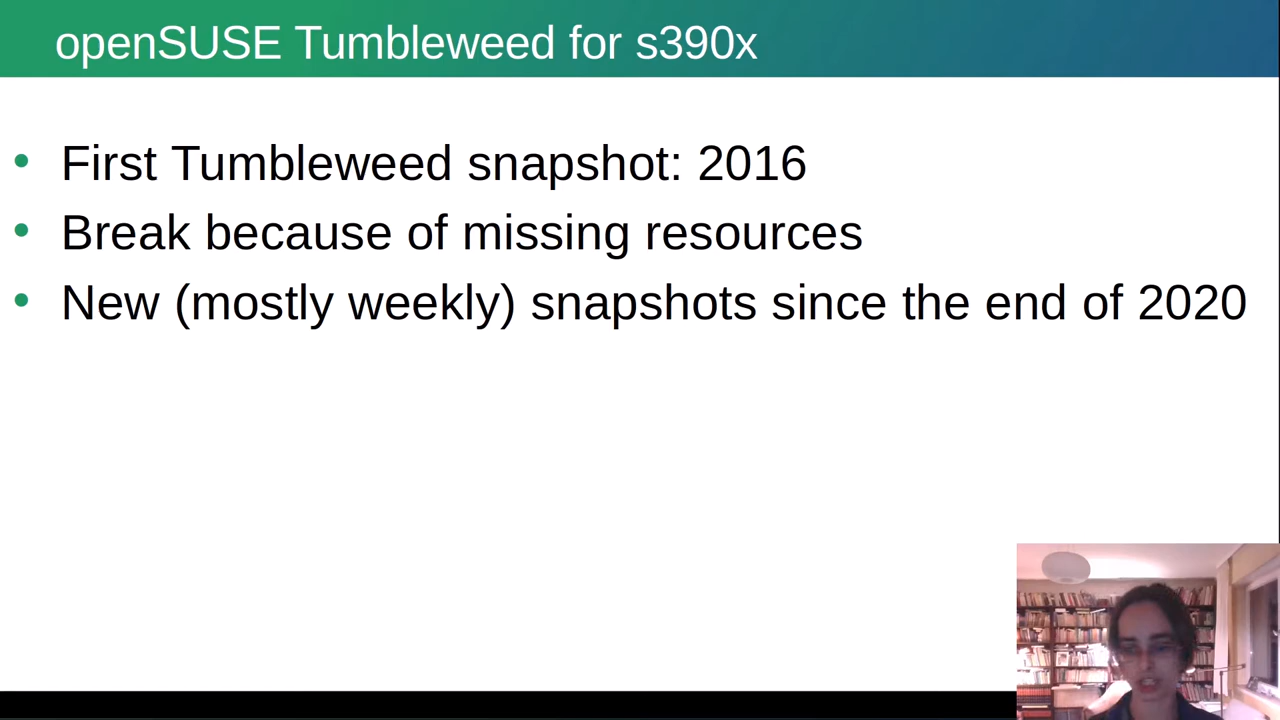 openSUSE Tumbleweed for s390x
First Tumbleweed snapshot: 2016
Break because of missing resources
New (mostly weekly) snapshots since the end of 2020